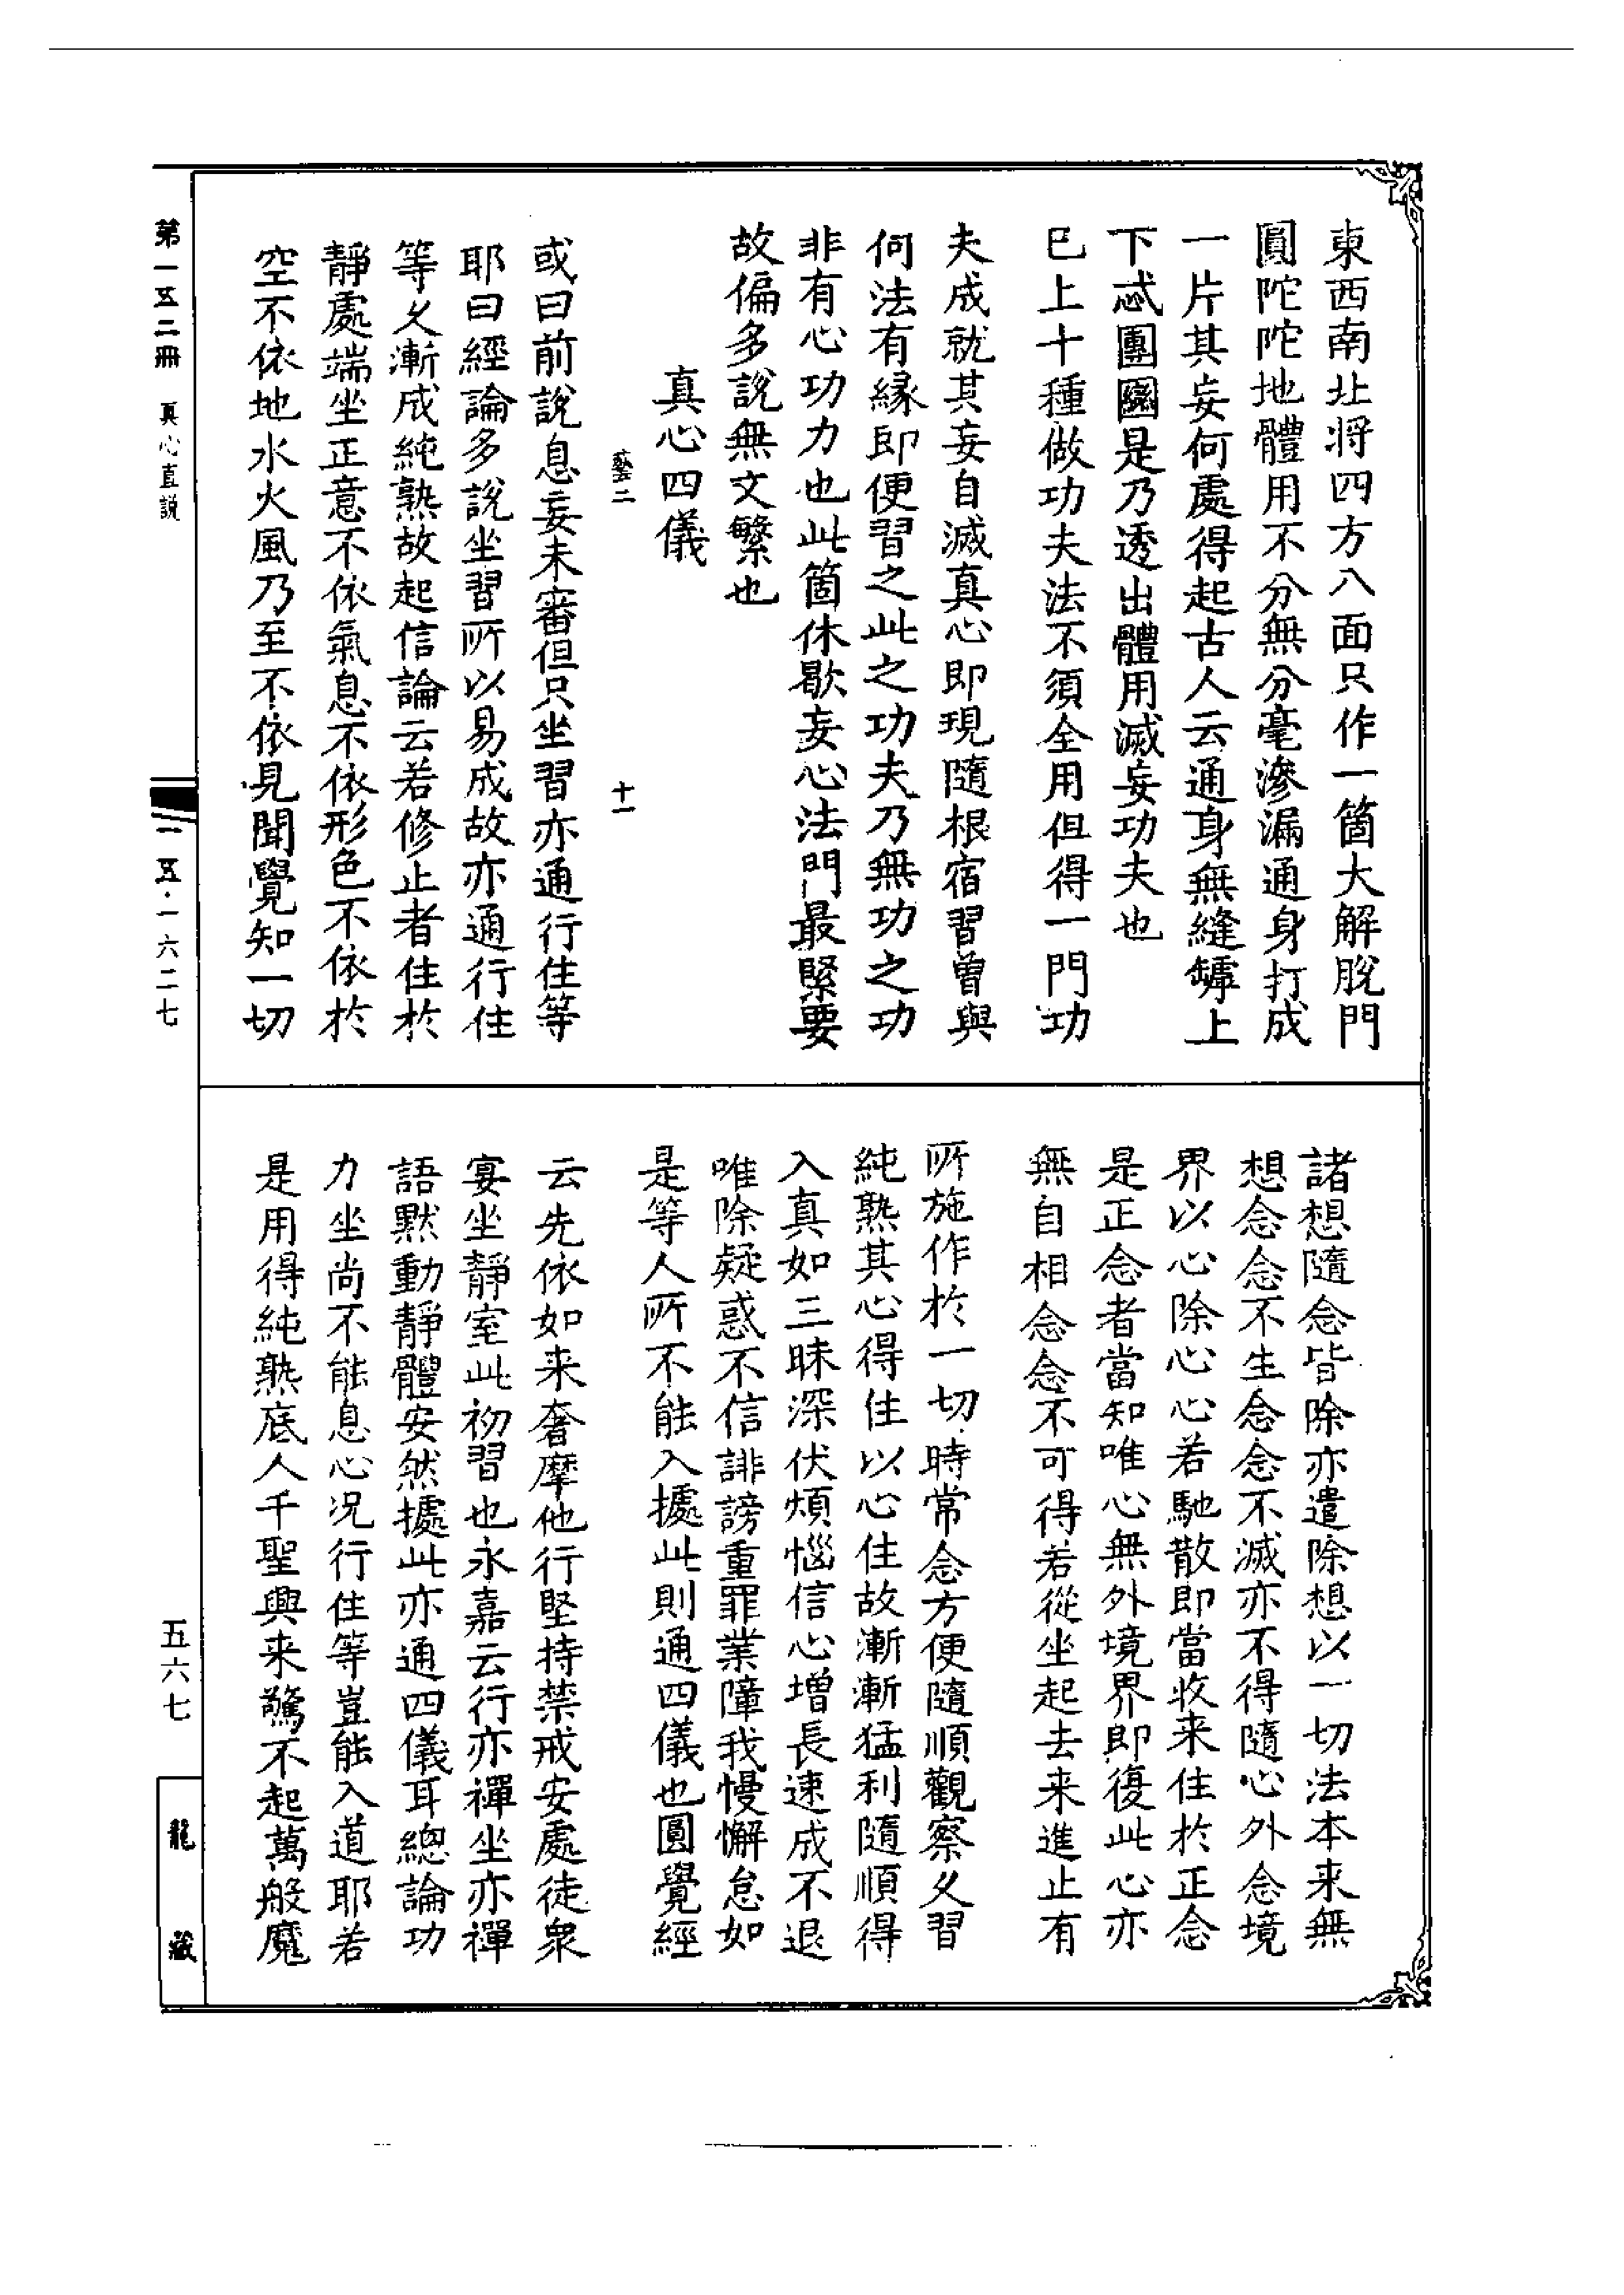 東西南北將四方八面只作一箇大解脫門
圓陀陀地體用不分無分毫滲漏通身打成
一片其妄何處得起古人云通身無縫罅上
下忒團圞是乃透出體用滅妄功夫也
巳上十種做功夫法不須全用但得一門功
夫成就其妄自滅真心即現隨根宿習曾與
何法有緣即便習之此之功夫乃無功之功
非有心功力也此箇休歇妄心法門最緊要
故偏多說無文繁也
真心四儀
藝二
十一
或曰前說息妄未審但只坐習亦通行住等
耶曰經論多說坐習所以易成故亦通行住
等久漸成純熟故起信論云若修止者住於
靜處端坐正意不依氣息不依形色不依於
空不依地水火風乃至不依見聞覺知一切
諸想隨念皆除亦遣除想以一切法本来無
想念念不生念念不滅亦不得隨心外念境
界以心除心心若馳散即當收来住於正念
是正念者當知唯心無外境界即復此心亦
無自相念念不可得若從坐起去来進止有
所施作於一切時常念方便隨順觀察久習
純熟其心得住以心住故漸漸猛利隨順得
入真如三昧深伏煩惱信心增長速成不退
唯除疑惑不信誹謗重罪業障我慢懈怠如
是等人所不能入據此則通四儀也圓覺經
云先依如来奢摩他行堅持禁戒安處徒衆
宴坐靜室此初習也永嘉云行亦禪坐亦禪
語默動靜體安然據此亦通四儀耳總論功
力坐尚不能息心况行住等豈能入道耶若
是用得純熟底人千聖興来驚不起萬般魔
第一五二冊 真心直說
一五·一六二七
五六七
龍藏